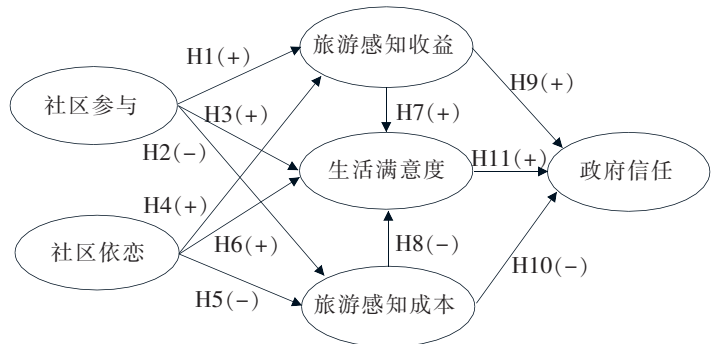 旅游感知收益
H1(+)
H9(+)
社区参与
H3(+)
H7(+)
H2(-)
生活满意度
H11(+)
政府信任
H4(+)
H6(+)
H8(-)
社区依恋
H5(-)
H10(-)
旅游感知成本